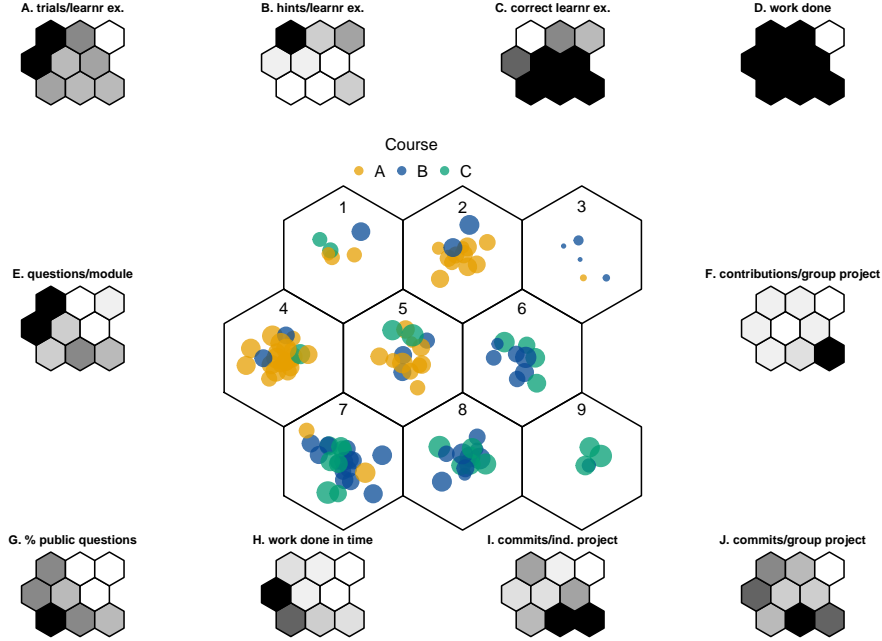 A. trials/learnr ex.
B. hints/learnr ex.
C. correct learnr ex.
D. work done
Course
A B C
1 2 3
E. questions/module
F. contributions/group project
4 5 6
7 8 9
G. % public questions
H. work done in time
I. commits/ind. project
J. commits/group project